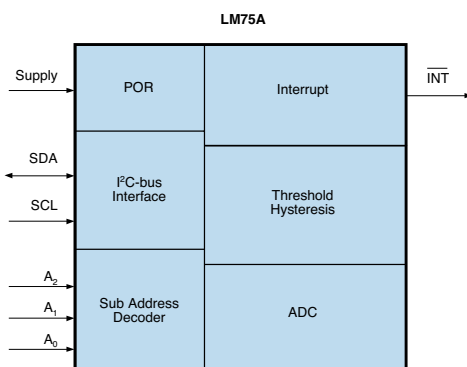 LM75A
Supply
POR
Interrupt
INT
SDA
I²C-bus
Interface
SCL
Threshold
Hysteresis
A₂
A₁
A₀
Sub Address
Decoder
ADC